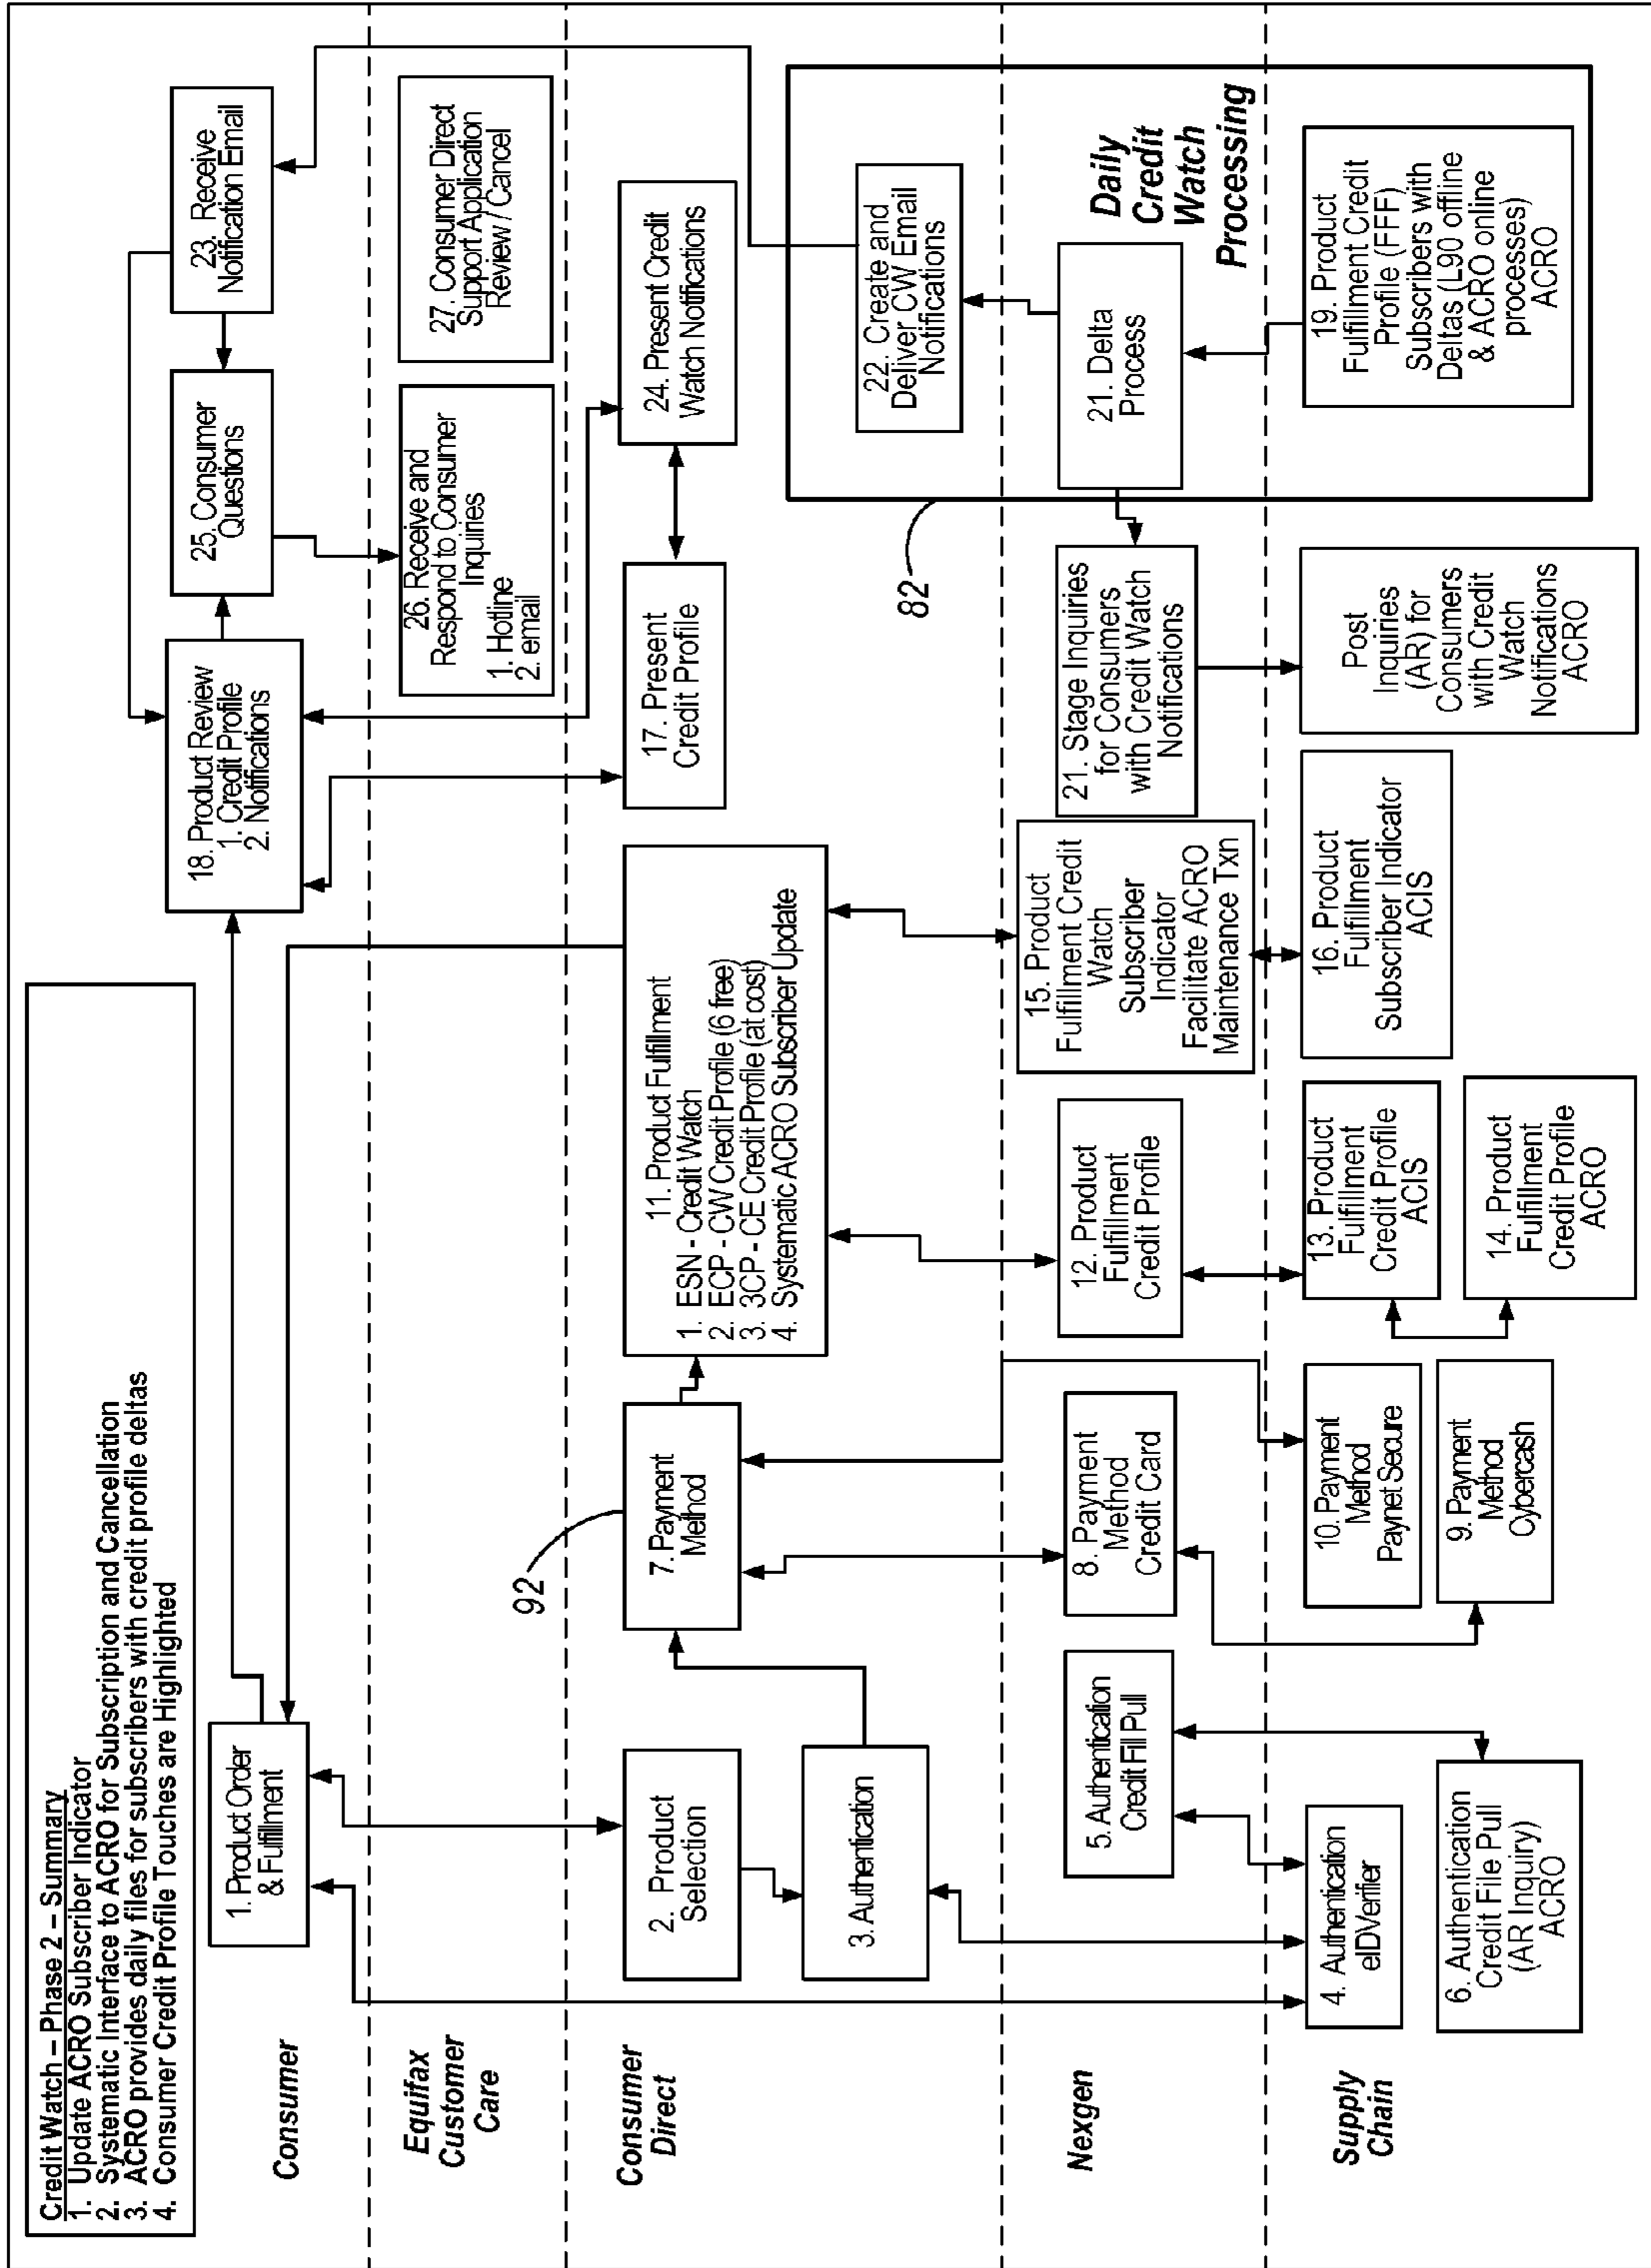 Credit Watch – Phase 2 – Summary
1. Update ACRO Subscriber Indicator
2. Systematic Interface to ACRO for Subscription and Cancellation
3. ACRO provides daily files for subscribers with credit profile deltas
4. Consumer Credit Profile Touches are Highlighted
Consumer
1. Product Order
& Fulfillment
18. Product Review
1. Credit Profile
2. Notifications
25. Consumer
Questions
23. Receive
Notification Email
Equifax
Customer
Care
26. Receive and
Respond to Consumer
Inquiries
1. Hotline
2. email
27. Consumer Direct
Support Application
Review / Cancel
Consumer
Direct
2. Product
Selection
3. Authentication
92
7. Payment
Method
11. Product Fulfillment
1. ESN - Credit Watch
2. ECP - CW Credit Profile (6 free)
3. 3CP - CE Credit Profile (at cost)
4. Systematic ACRO Subscriber Update
17. Present
Credit Profile
24. Present Credit
Watch Notifications
22. Create and
Deliver CW Email
Notifications
Nexgen
5. Authentication
Credit Fill Pull
8. Payment
Method
Credit Card
12. Product
Fulfillment
Credit Profile
15. Product
Fulfillment Credit
Watch
Subscriber
Indicator
Facilitate ACRO
Maintenance Txn
21. Stage Inquiries
for Consumers
with Credit Watch
Notifications
82
21. Delta
Process
Daily
Credit
Watch
Processing
Supply
Chain
4. Authentication
eIDVerifier
6. Authentication
Credit File Pull
(AR Inquiry)
ACRO
10. Payment
Method
Paynet Secure
9. Payment
Method
Cybercash
13. Product
Fulfillment
Credit Profile
ACIS
14. Product
Fulfillment
Credit Profile
ACRO
16. Product
Fulfillment
Subscriber Indicator
ACIS
Post
Inquiries
(AR) for
Consumers
with Credit
Watch
Notifications
ACRO
19. Product
Fulfillment Credit
Profile (FFF)
Subscribers with
Deltas (L90 offline
& ACRO online
processes)
ACRO